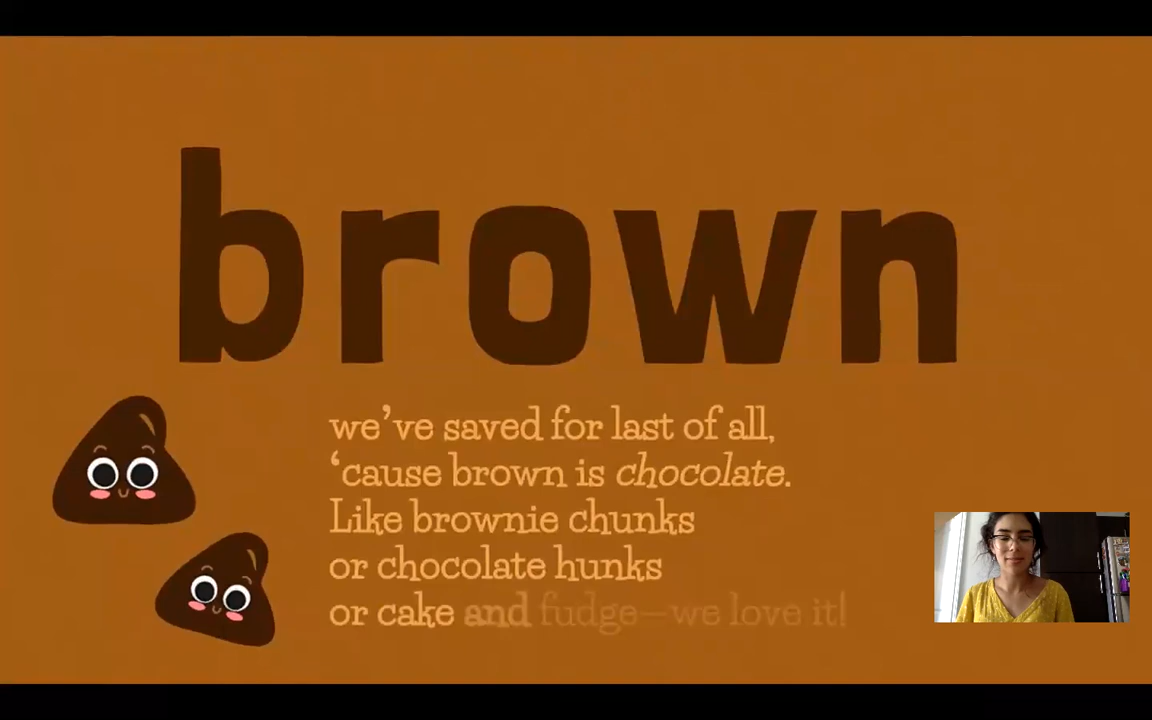 brown
we’ve saved for last of all,
‘cause brown is chocolate.
Like brownie chunks
or chocolate hunks
or cake and fudge—we love it!